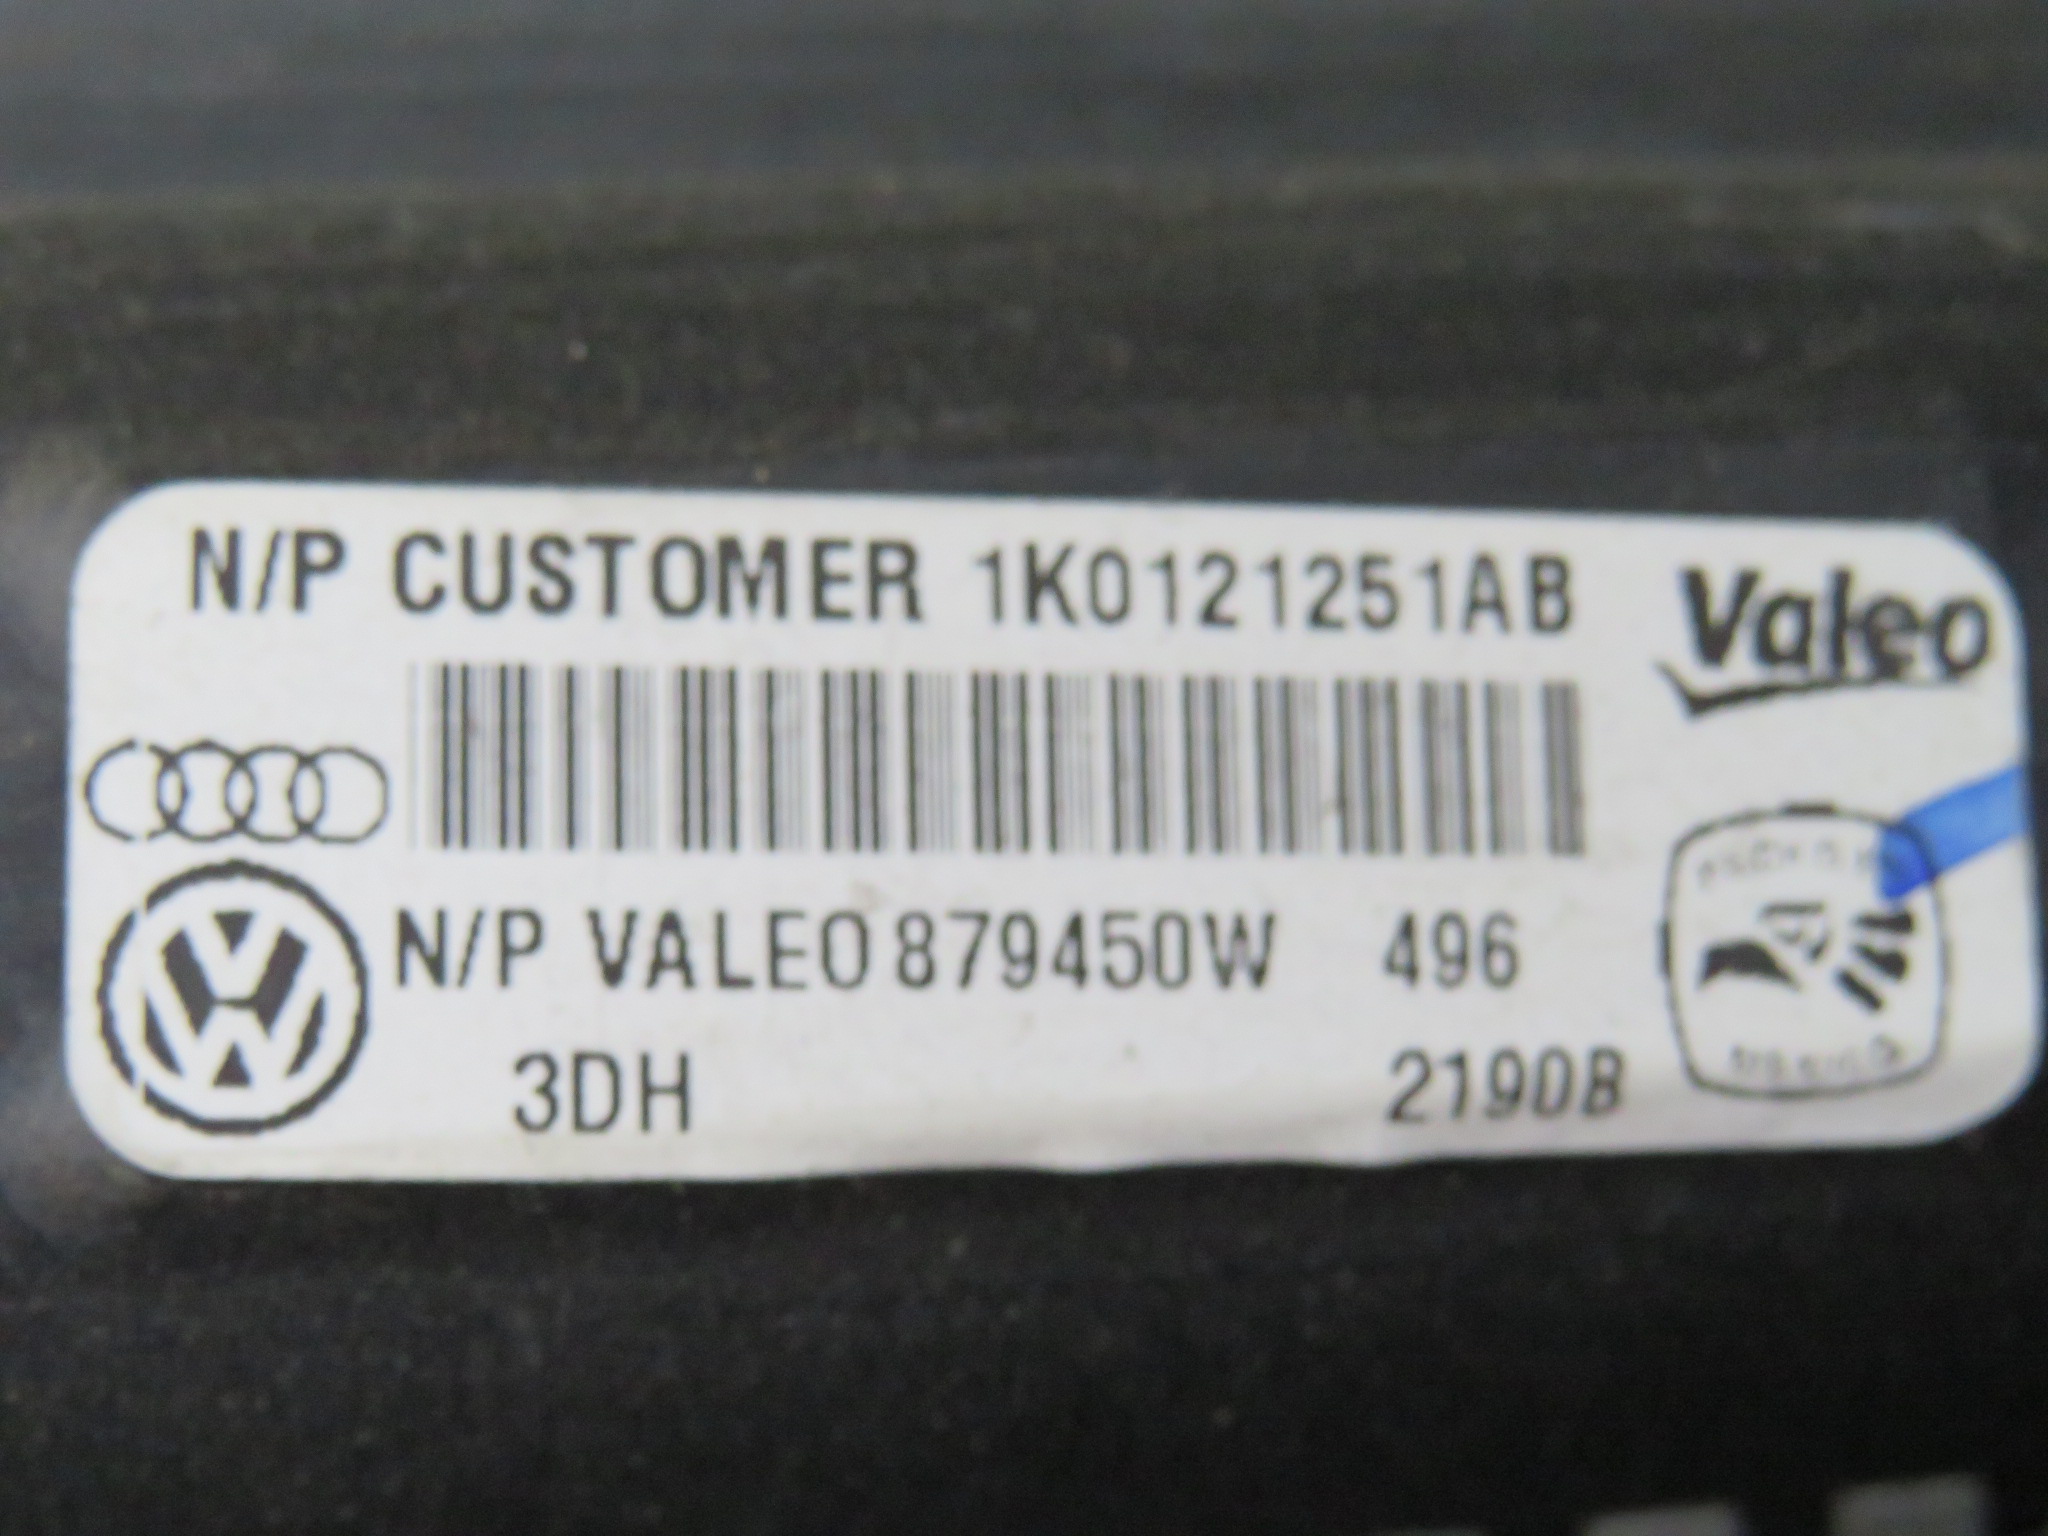 N/P CUSTOMER 1K0121251AB
Valeo
N/P VALEO 879450W 496
3DH 2190B